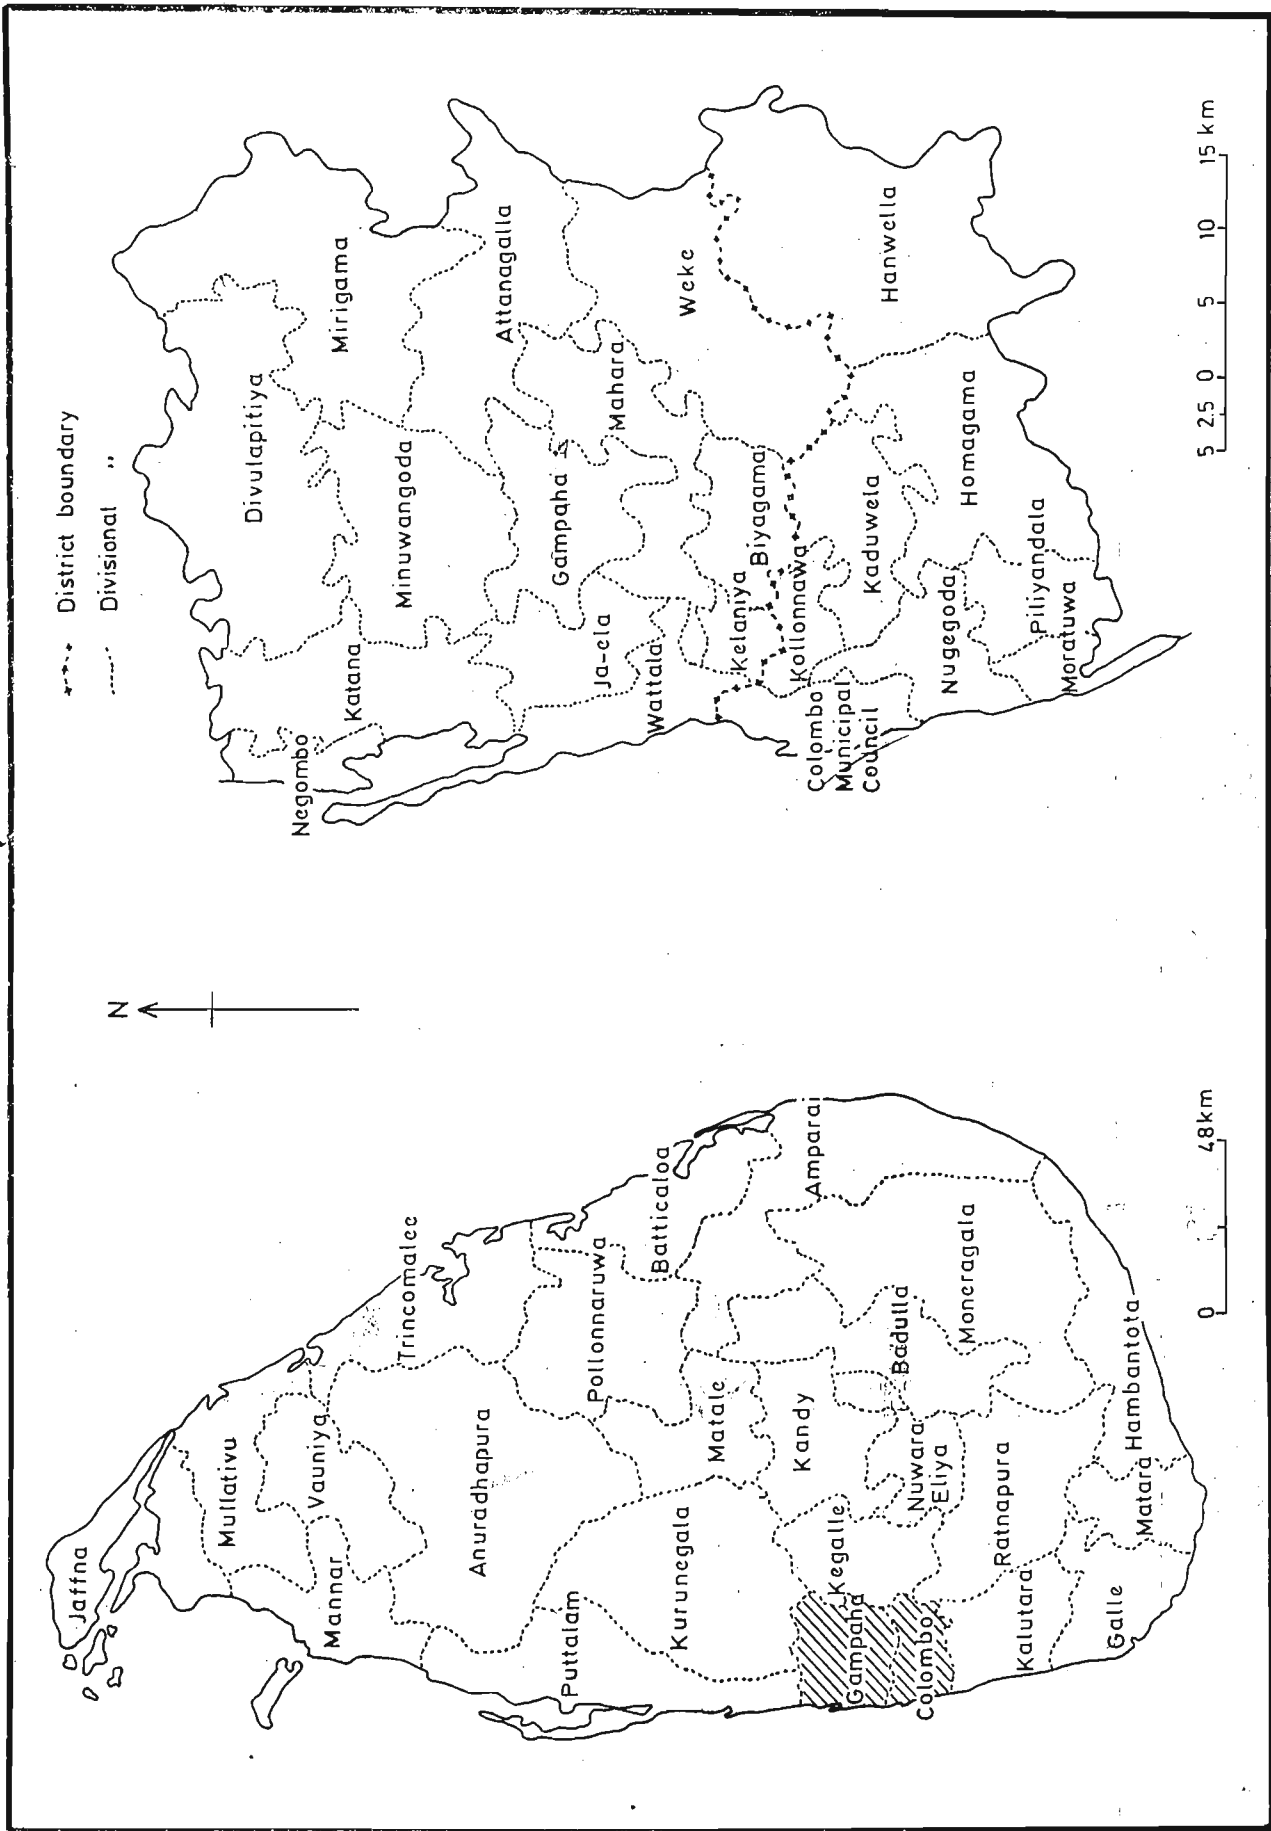 N
Jaffna
Mullativu
Vauniya
Mannar
Trincomalee
Anuradhapura
Pollonnaruwa
Puttalam
Batticaloa
Kurunegala
Matale
Kandy
Amparai
Kegalle
Gampaha
Colombo
Nuwara
Eliya
Badulla
Moneragala
Ratnapura
Kalutara
Galle
Matara
Hambantota
0 48km
District boundary
Divisional "
Divulapitiya
Mirigama
Negombo
Katana
Minuwangoda
Attanagalla
Gampaha
Ja-ela
Mahara
Wattala
Weke
Kelaniya
Biyagama
Kollonnawa
Colombo
Municipal
Council
Kaduwela
Hanwella
Nugegoda
Homagama
Piliyandala
Moratuwa
5 2.5 0 5 10 15 km